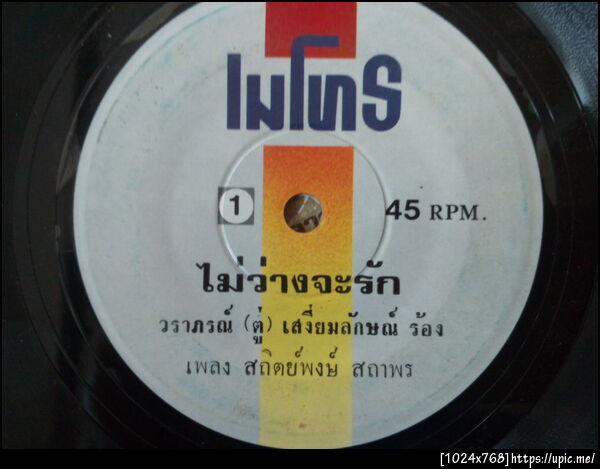 เมโทร
1
45 RPM.
ไม่ว่างจะรัก
วราภรณ์ (ตู่) เสงี่ยมลักษณ์ ร้อง
เพลง สถิตย์พงษ์ สถาพร
[1024x768]https://upic.me/